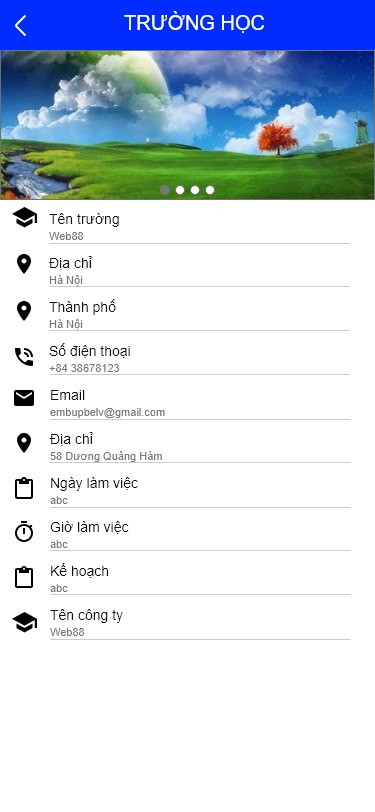 TRƯỜNG HỌC
Tên trường
Web88
Địa chỉ
Hà Nội
Thành phố
Hà Nội
Số điện thoại
+84 38678123
Email
embupbelv@gmail.com
Địa chỉ
58 Dương Quảng Hàm
Ngày làm việc
abc
Giờ làm việc
abc
Kế hoạch
abc
Tên công ty
Web88